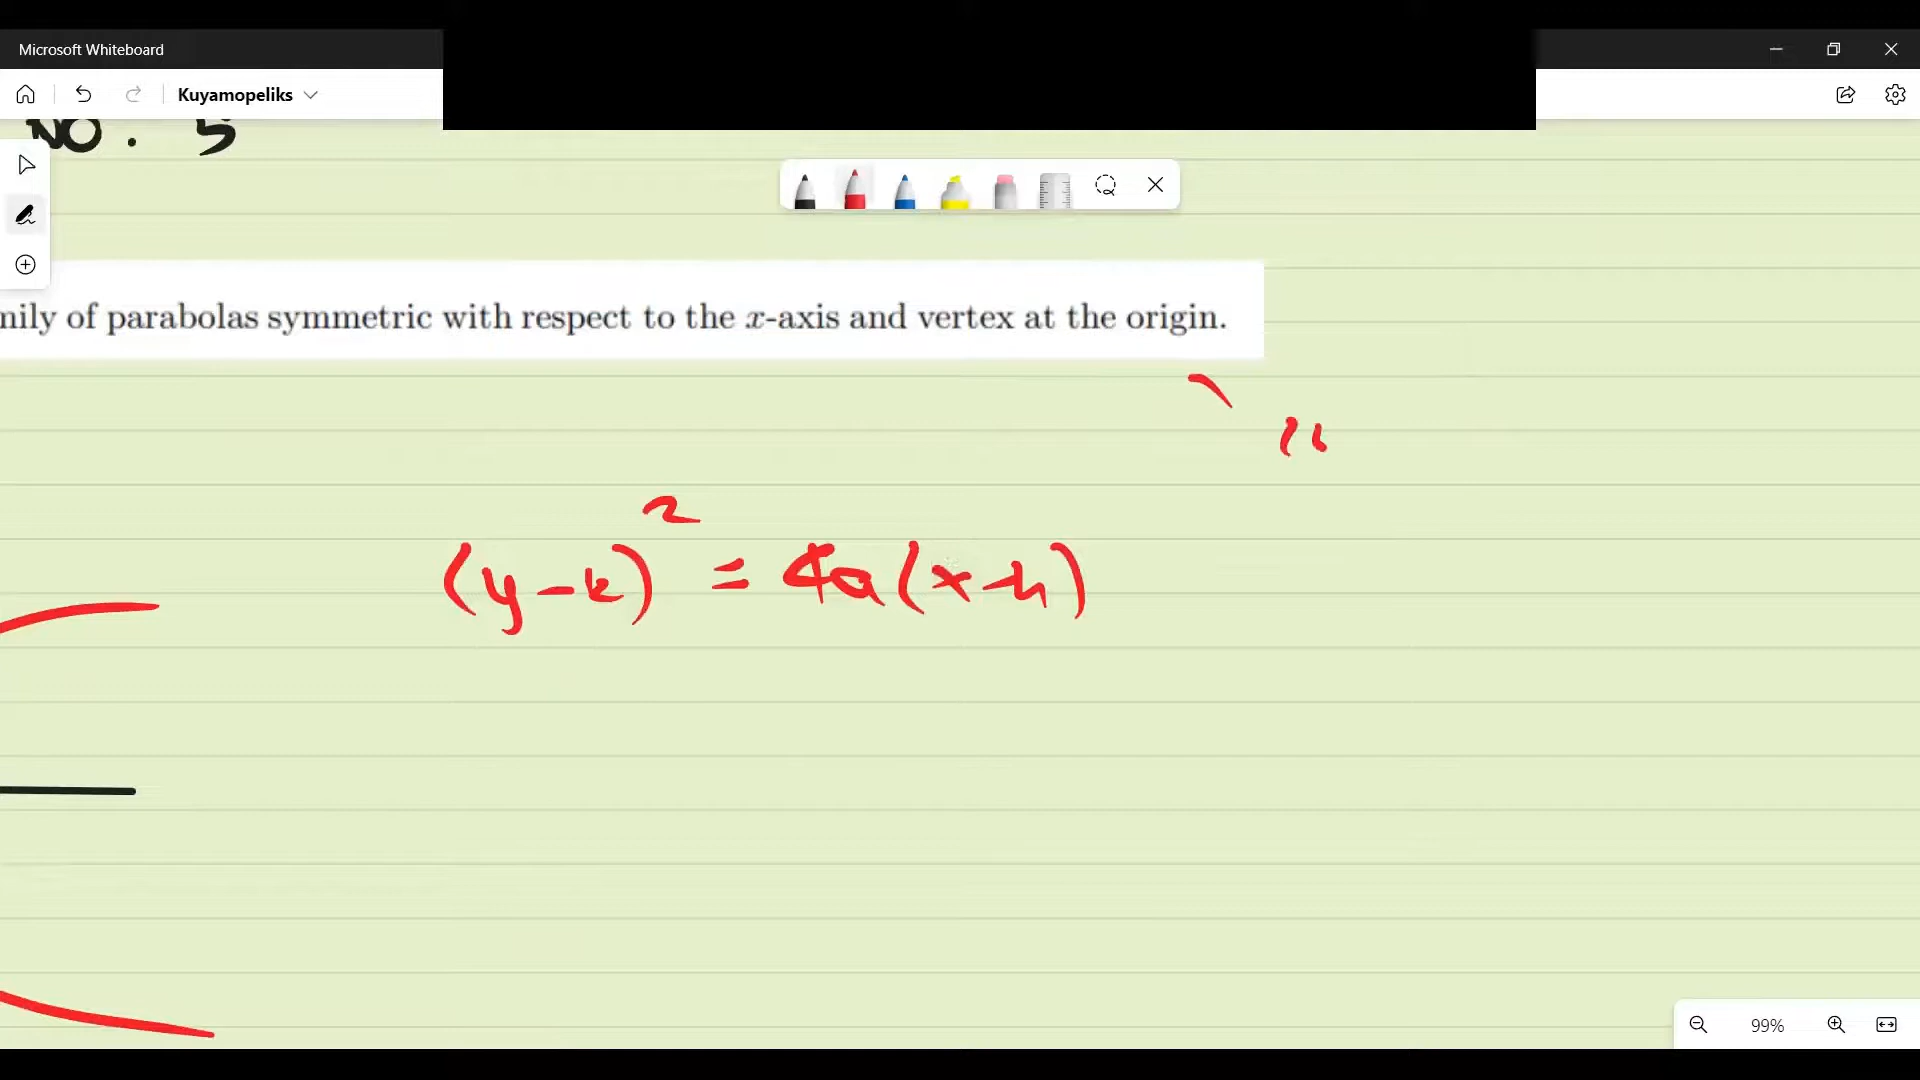 Microsoft Whiteboard
Kuyamopeliks
NO. 5
nily of parabolas symmetric with respect to the x-axis and vertex at the origin.
(y-k)² = 4a(x-h)
99%